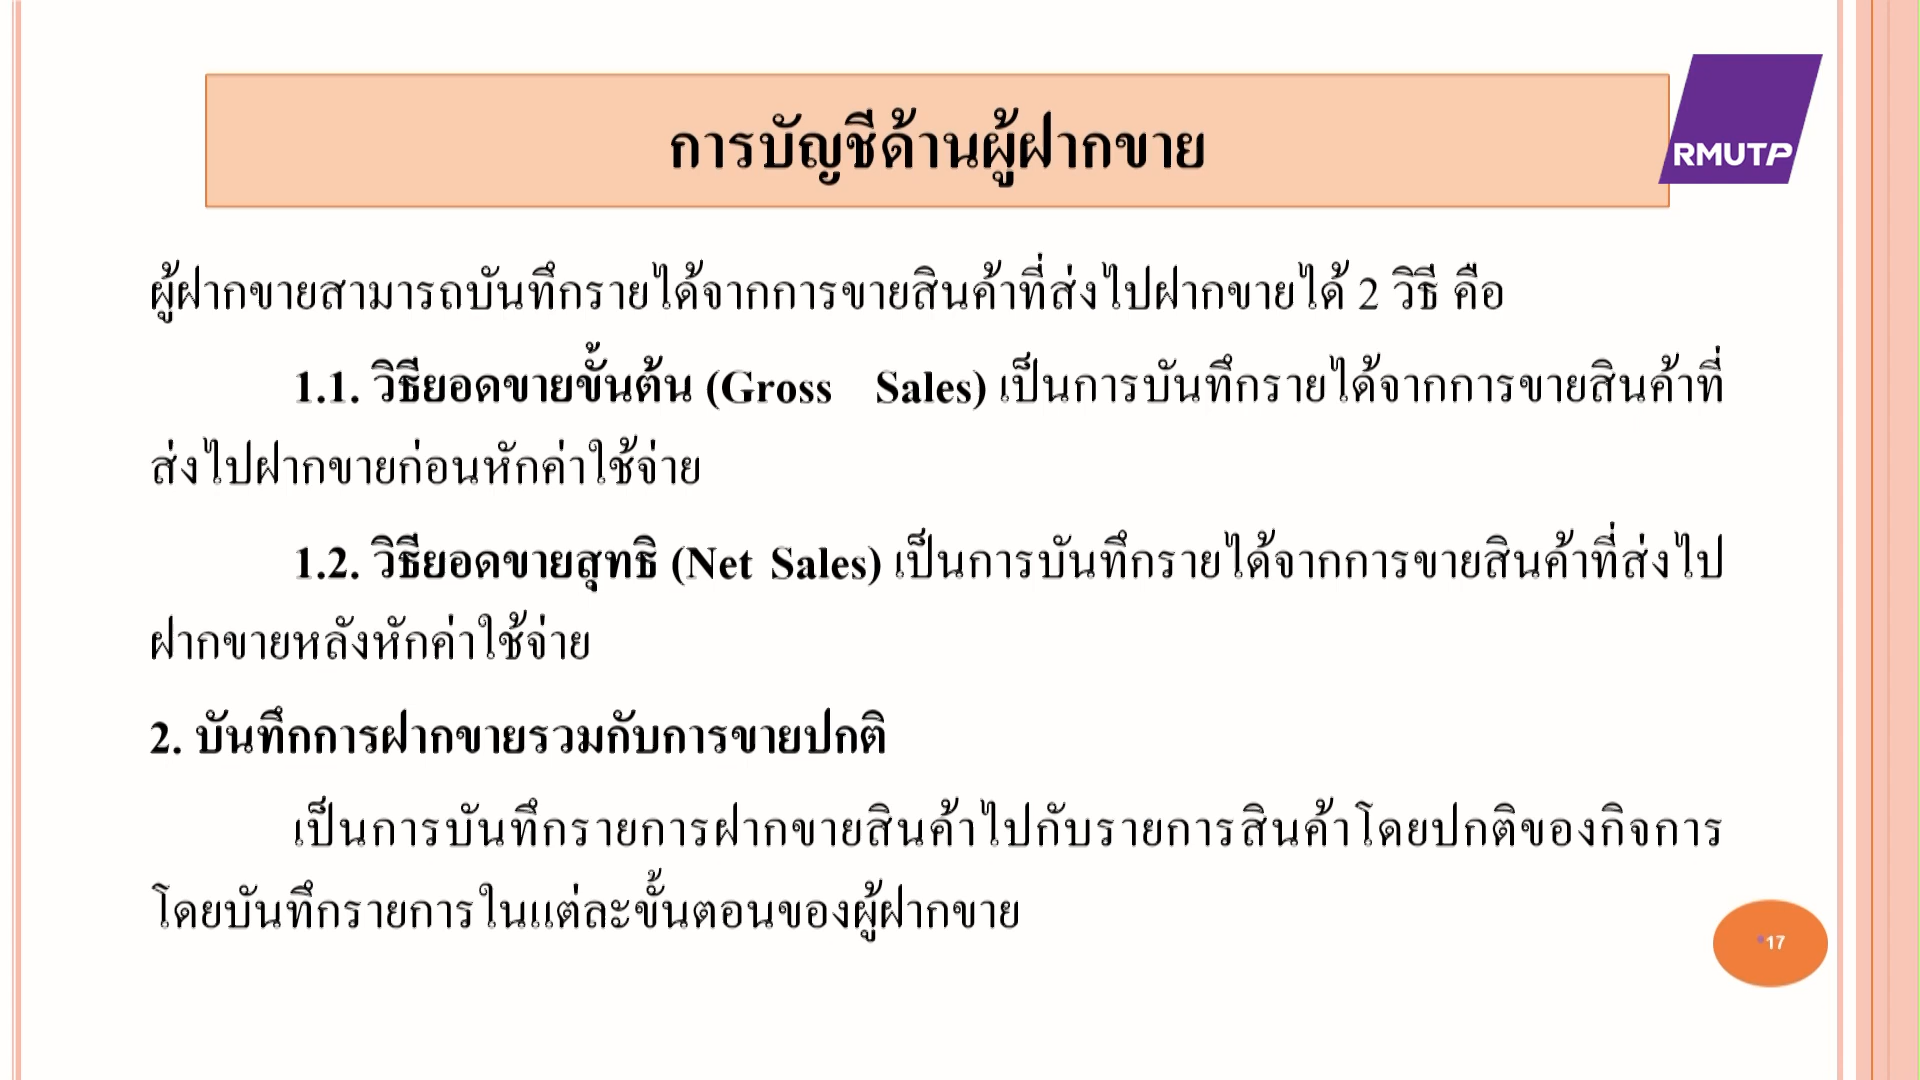 การบัญชีด้านผู้ฝากขาย
RMUTP
ผู้ฝากขายสามารถบันทึกรายได้จากการขายสินค้าที่ส่งไปฝากขายได้ 2 วิธี คือ
1.1. วิธียอดขายขั้นต้น (Gross Sales) เป็นการบันทึกรายได้จากการขายสินค้าที่
ส่งไปฝากขายก่อนหักค่าใช้จ่าย
1.2. วิธียอดขายสุทธิ (Net Sales) เป็นการบันทึกรายได้จากการขายสินค้าที่ส่งไป
ฝากขายหลังหักค่าใช้จ่าย
2. บันทึกการฝากขายรวมกับการขายปกติ
เป็นการบันทึกรายการฝากขายสินค้าไปกับรายการสินค้าโดยปกติของกิจการ
โดยบันทึกรายการในแต่ละขั้นตอนของผู้ฝากขาย
•17